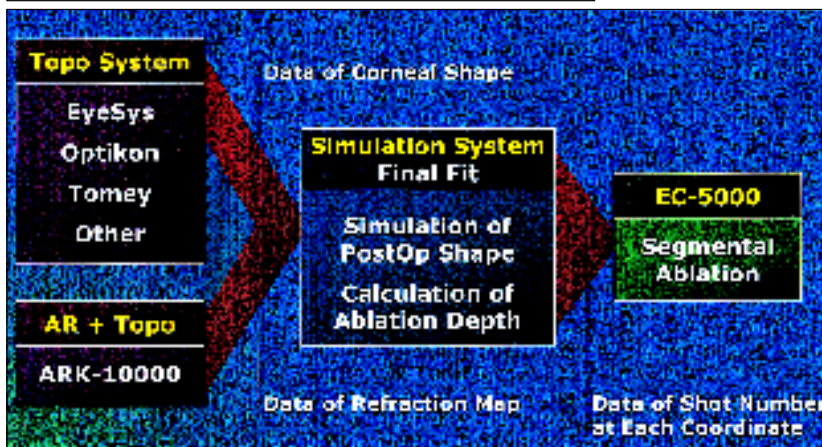 Topo System
EyeSys
Optikon
Tomey
Other
AR + Topo
ARK-10000
Data of Corneal Shape
Simulation System
Final Fit
Simulation of
PostOp Shape
Calculation of
Ablation Depth
Data of Refraction Map
EC-5000
Segmental
Ablation
Data of Shot Number
at Each Coordinate